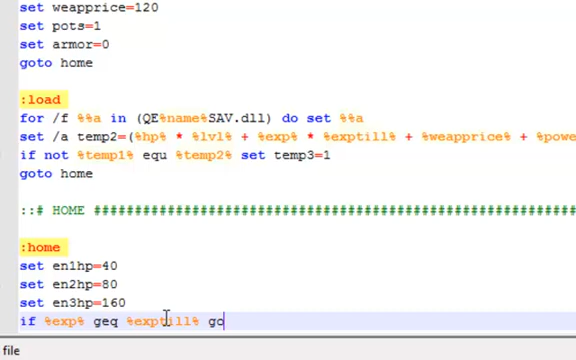 set weapprice=120
set pots=1
set armor=0
goto home
:load
for /f %%a in (QE%name%SAV.dll) do set %%a
set /a temp2=(%hp% * %lvl% + %exp% * %exptill% + %weapprice% + %powe
if not %temp1% equ %temp2% set temp3=1
goto home
::# HOME ########################################################
:home
set en1hp=40
set en2hp=80
set en3hp=160
if %exp% geq %exptill% go
file